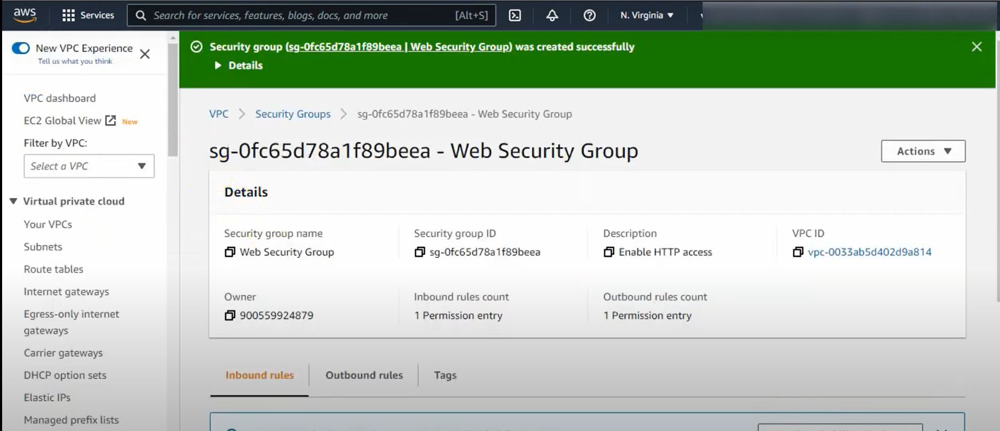 aws
Services
Search for services, features, blogs, docs, and more [Alt+S]
N. Virginia
New VPC Experience
Tell us what you think
VPC dashboard
EC2 Global View New
Filter by VPC:
Select a VPC
Virtual private cloud
Your VPCs
Subnets
Route tables
Internet gateways
Egress-only internet
gateways
Carrier gateways
DHCP option sets
Elastic IPs
Managed prefix lists
Security group (sg-0fc65d78a1f89beea | Web Security Group) was created successfully
Details
VPC > Security Groups > sg-0fc65d78a1f89beea - Web Security Group
sg-0fc65d78a1f89beea - Web Security Group
Actions
Details
Security group name
Web Security Group
Security group ID
sg-0fc65d78a1f89beea
Description
Enable HTTP access
VPC ID
vpc-0033ab5d402d9a814
Owner
900559924879
Inbound rules count
1 Permission entry
Outbound rules count
1 Permission entry
Inbound rules
Outbound rules
Tags